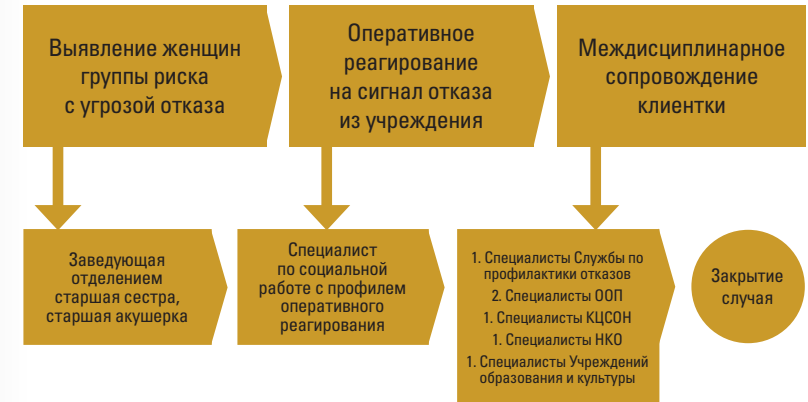 Выявление женщин
группы риска
с угрозой отказа
Оперативное
реагирование
на сигнал отказа
из учреждения
Междисциплинарное
сопровождение
клиентки
Заведующая
отделением
старшая сестра,
старшая акушерка
Специалист
по социальной
работе с профилем
оперативного
реагирования
1. Специалисты Службы по
профилактики отказов
2. Специалисты ООП
1. Специалисты КЦСОН
1. Специалисты НКО
1. Специалисты Учреждений
образования и культуры
Закрытие
случая